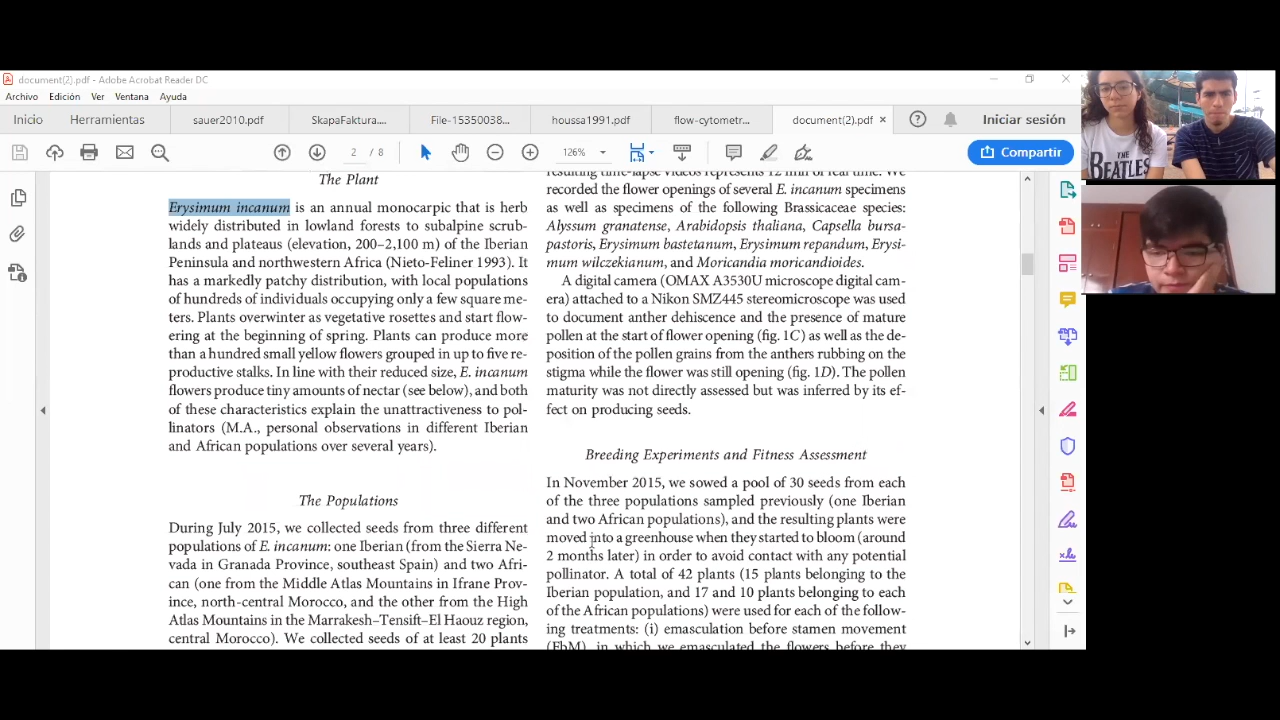 document(2).pdf - Adobe Acrobat Reader DC
Archivo Edición Ver Ventana Ayuda
Inicio Herramientas sauer2010.pdf SkapaFaktura.... File-15350038... houssa1991.pdf flow-cytometr... document(2).pdf Iniciar sesión
2 / 8 126% Compartir
The Plant
Erysimum incanum is an annual monocarpic that is herb
widely distributed in lowland forests to subalpine scrub-
lands and plateaus (elevation, 200–2,100 m) of the Iberian
Peninsula and northwestern Africa (Nieto-Feliner 1993). It
has a markedly patchy distribution, with local populations
of hundreds of individuals occupying only a few square me-
ters. Plants overwinter as vegetative rosettes and start flow-
ering at the beginning of spring. Plants can produce more
than a hundred small yellow flowers grouped in up to five re-
productive stalks. In line with their reduced size, E. incanum
flowers produce tiny amounts of nectar (see below), and both
of these characteristics explain the unattractiveness to pol-
linators (M.A., personal observations in different Iberian
and African populations over several years).
The Populations
During July 2015, we collected seeds from three different
populations of E. incanum: one Iberian (from the Sierra Ne-
vada in Granada Province, southeast Spain) and two Afri-
can (one from the Middle Atlas Mountains in Ifrane Prov-
ince, north-central Morocco, and the other from the High
Atlas Mountains in the Marrakesh–Tensift–El Haouz region,
central Morocco). We collected seeds of at least 20 plants
resulting time-lapse videos represents 12 min of real time. We
recorded the flower openings of several E. incanum specimens
as well as specimens of the following Brassicaceae species:
Alyssum granatense, Arabidopsis thaliana, Capsella bursa-
pastoris, Erysimum bastetanum, Erysimum repandum, Erysi-
mum wilczekianum, and Moricandia moricandioides.
A digital camera (OMAX A3530U microscope digital cam-
era) attached to a Nikon SMZ445 stereomicroscope was used
to document anther dehiscence and the presence of mature
pollen at the start of flower opening (fig. 1C) as well as the de-
position of the pollen grains from the anthers rubbing on the
stigma while the flower was still opening (fig. 1D). The pollen
maturity was not directly assessed but was inferred by its ef-
fect on producing seeds.
Breeding Experiments and Fitness Assessment
In November 2015, we sowed a pool of 30 seeds from each
of the three populations sampled previously (one Iberian
and two African populations), and the resulting plants were
moved into a greenhouse when they started to bloom (around
2 months later) in order to avoid contact with any potential
pollinator. A total of 42 plants (15 plants belonging to the
Iberian population, and 17 and 10 plants belonging to each
of the African populations) were used for each of the follow-
ing treatments: (i) emasculation before stamen movement
(EbM), in which we emasculated the flowers before they
THE
BEATLES